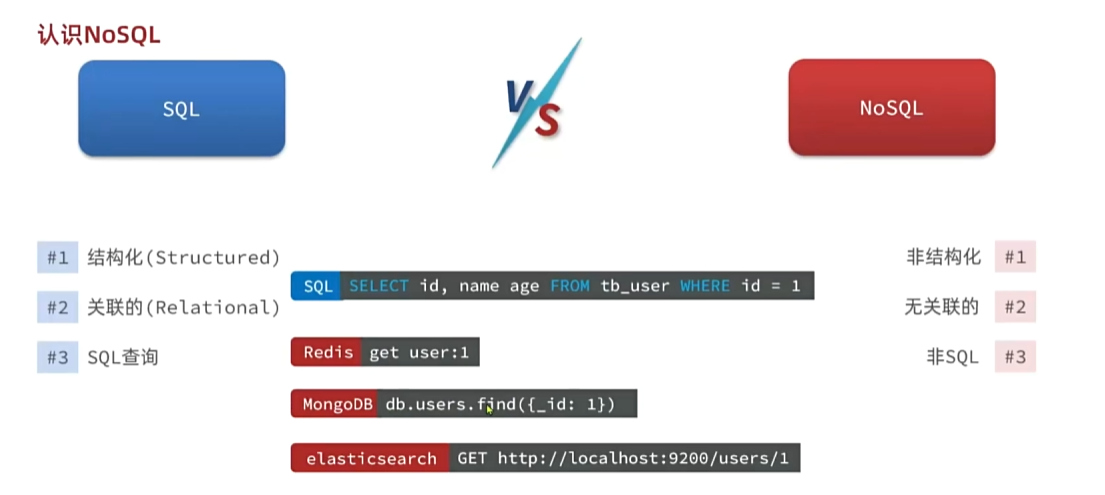 认识NoSQL
SQL
VS
NoSQL
#1 结构化(Structured)
#2 关联的(Relational)
#3 SQL查询
SQL SELECT id, name age FROM tb_user WHERE id = 1
Redis get user:1
MongoDB db.users.find({_id: 1})
elasticsearch GET http://localhost:9200/users/1
非结构化 #1
无关联的 #2
非SQL #3